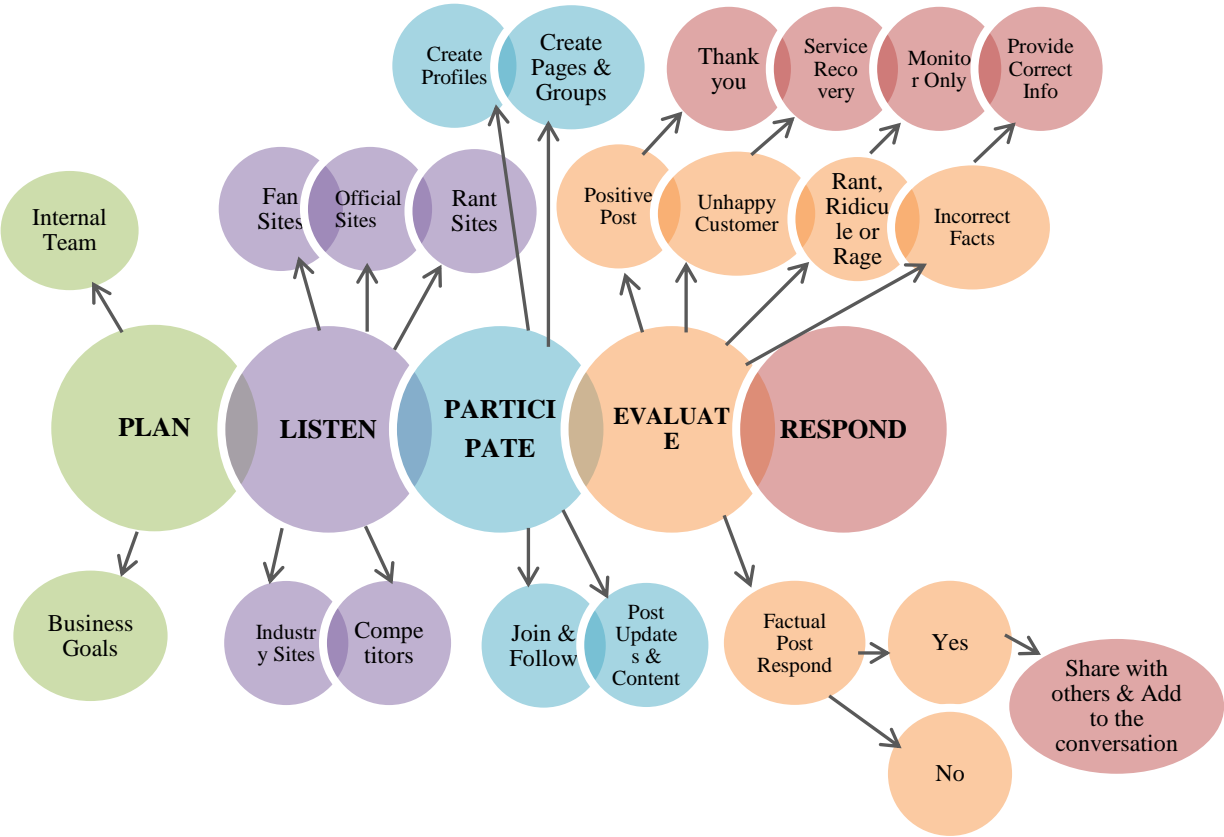 Create
Profiles
Create
Pages &
Groups
Thank
you
Service
Reco
very
Monito
r Only
Provide
Correct
Info
Internal
Team
Fan
Sites
Official
Sites
Rant
Sites
Positive
Post
Unhappy
Customer
Rant,
Ridicu
le or
Rage
Incorrect
Facts
PLAN
LISTEN
PARTICI
PATE
EVALUAT
E
RESPOND
Business
Goals
Industr
y Sites
Compe
titors
Join &
Follow
Post
Update
s &
Content
Factual
Post
Respond
Yes
No
Share with
others & Add
to the
conversation